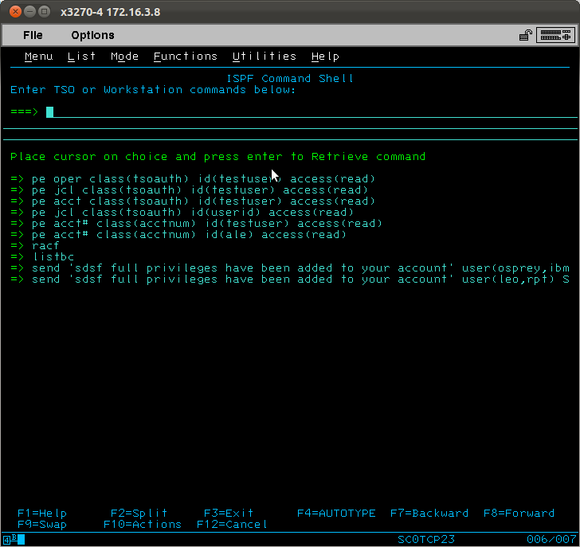 x3270-4 172.16.3.8
File Options
Menu List Mode Functions Utilities Help
ISPF Command Shell
Enter TSO or Workstation commands below:
===>
Place cursor on choice and press enter to Retrieve command
=> pe oper class(tsoauth) id(testuser) access(read)
=> pe jcl class(tsoauth) id(testuser) access(read)
=> pe acct class(tsoauth) id(testuser) access(read)
=> pe jcl class(tsoauth) id(userid) access(read)
=> pe acct# class(acctnum) id(testuser) access(read)
=> pe acct# class(acctnum) id(ale) access(read)
=> racf
=> listbc
=> send 'sdsf full privileges have been added to your account' user(osprey,ibm
=> send 'sdsf full privileges have been added to your account' user(leo,rpt) S
F1=Help F2=Split F3=Exit F4=AUTOTYPE F7=Backward F8=Forward
F9=Swap F10=Actions F12=Cancel
SC0TCP23 006/007